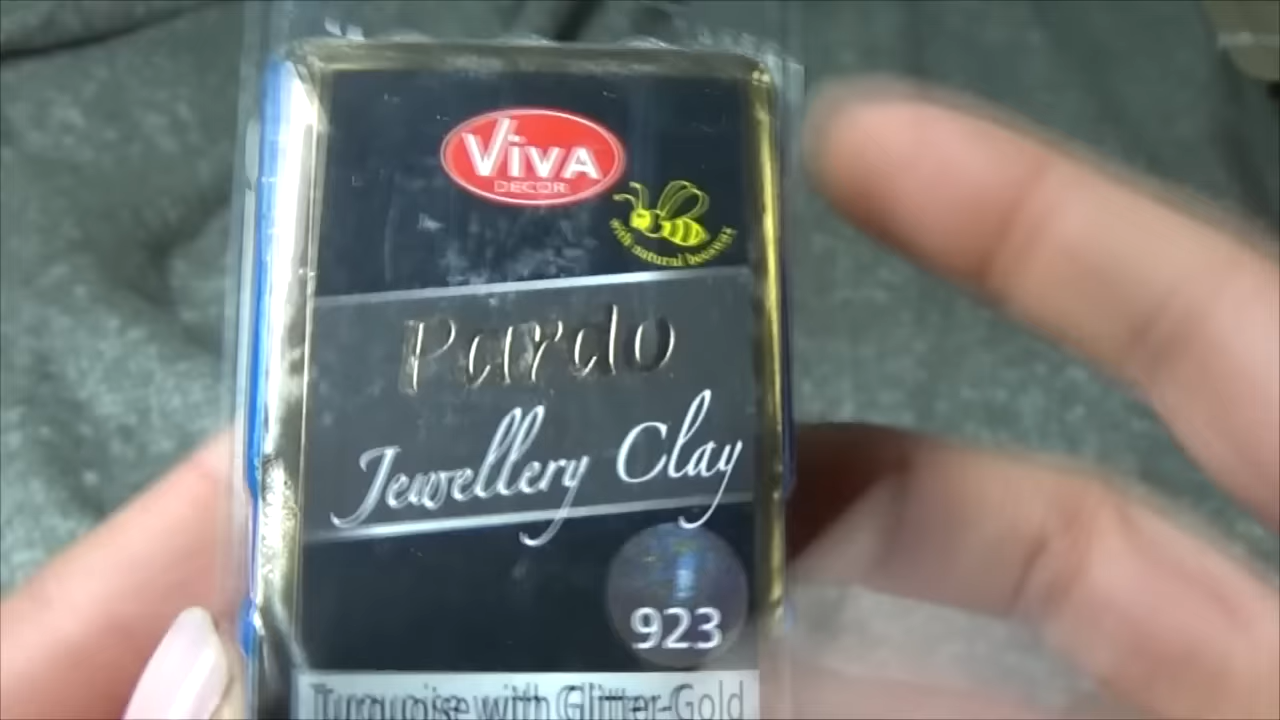 VIVA
DECOR
with natural beeswax
Pardo
Jewellery Clay
923
Turquoise with Glitter-Gold